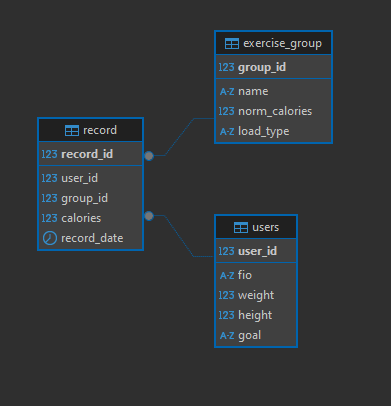 exercise_group
123 group_id
A-Z name
123 norm_calories
A-Z load_type
record
123 record_id
123 user_id
123 group_id
123 calories
record_date
users
123 user_id
A-Z fio
123 weight
123 height
A-Z goal